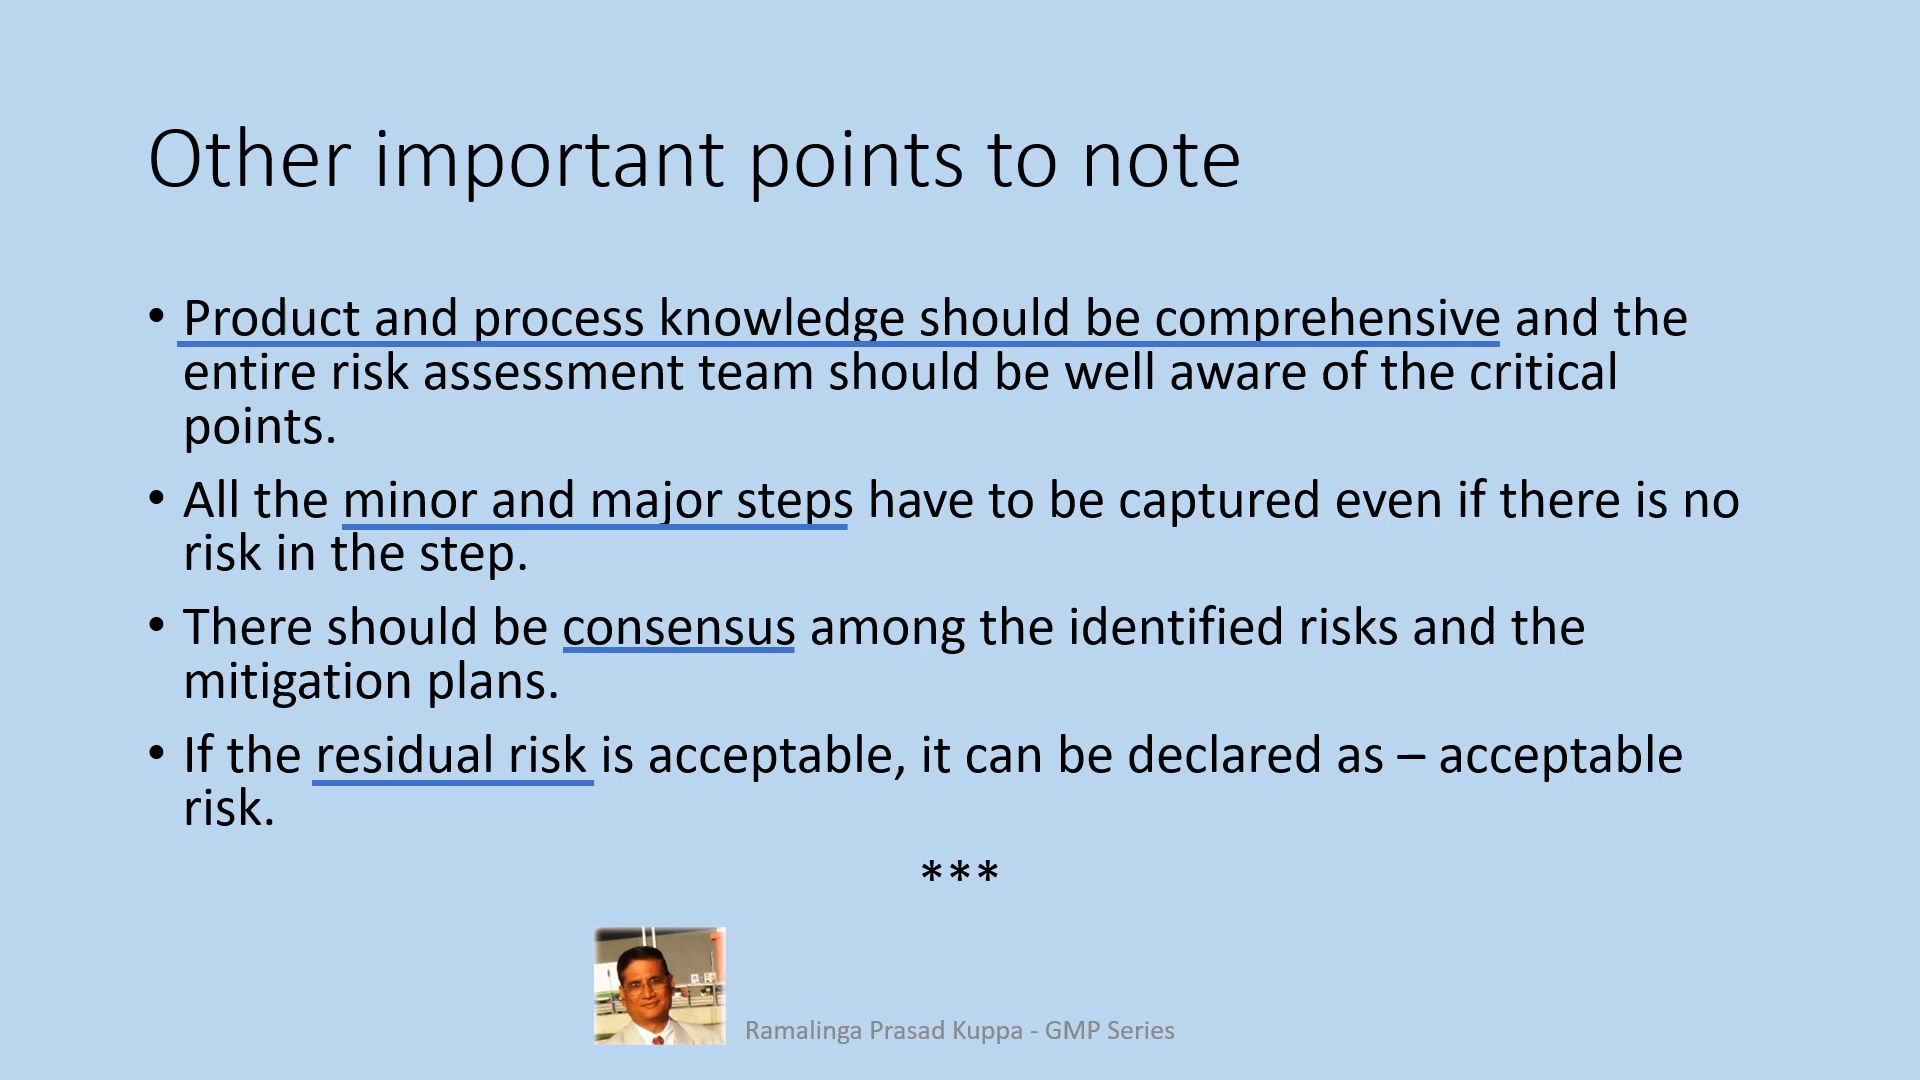 Other important points to note
• Product and process knowledge should be comprehensive and the
entire risk assessment team should be well aware of the critical
points.
• All the minor and major steps have to be captured even if there is no
risk in the step.
• There should be consensus among the identified risks and the
mitigation plans.
• If the residual risk is acceptable, it can be declared as – acceptable
risk.
***
Ramalinga Prasad Kuppa - GMP Series